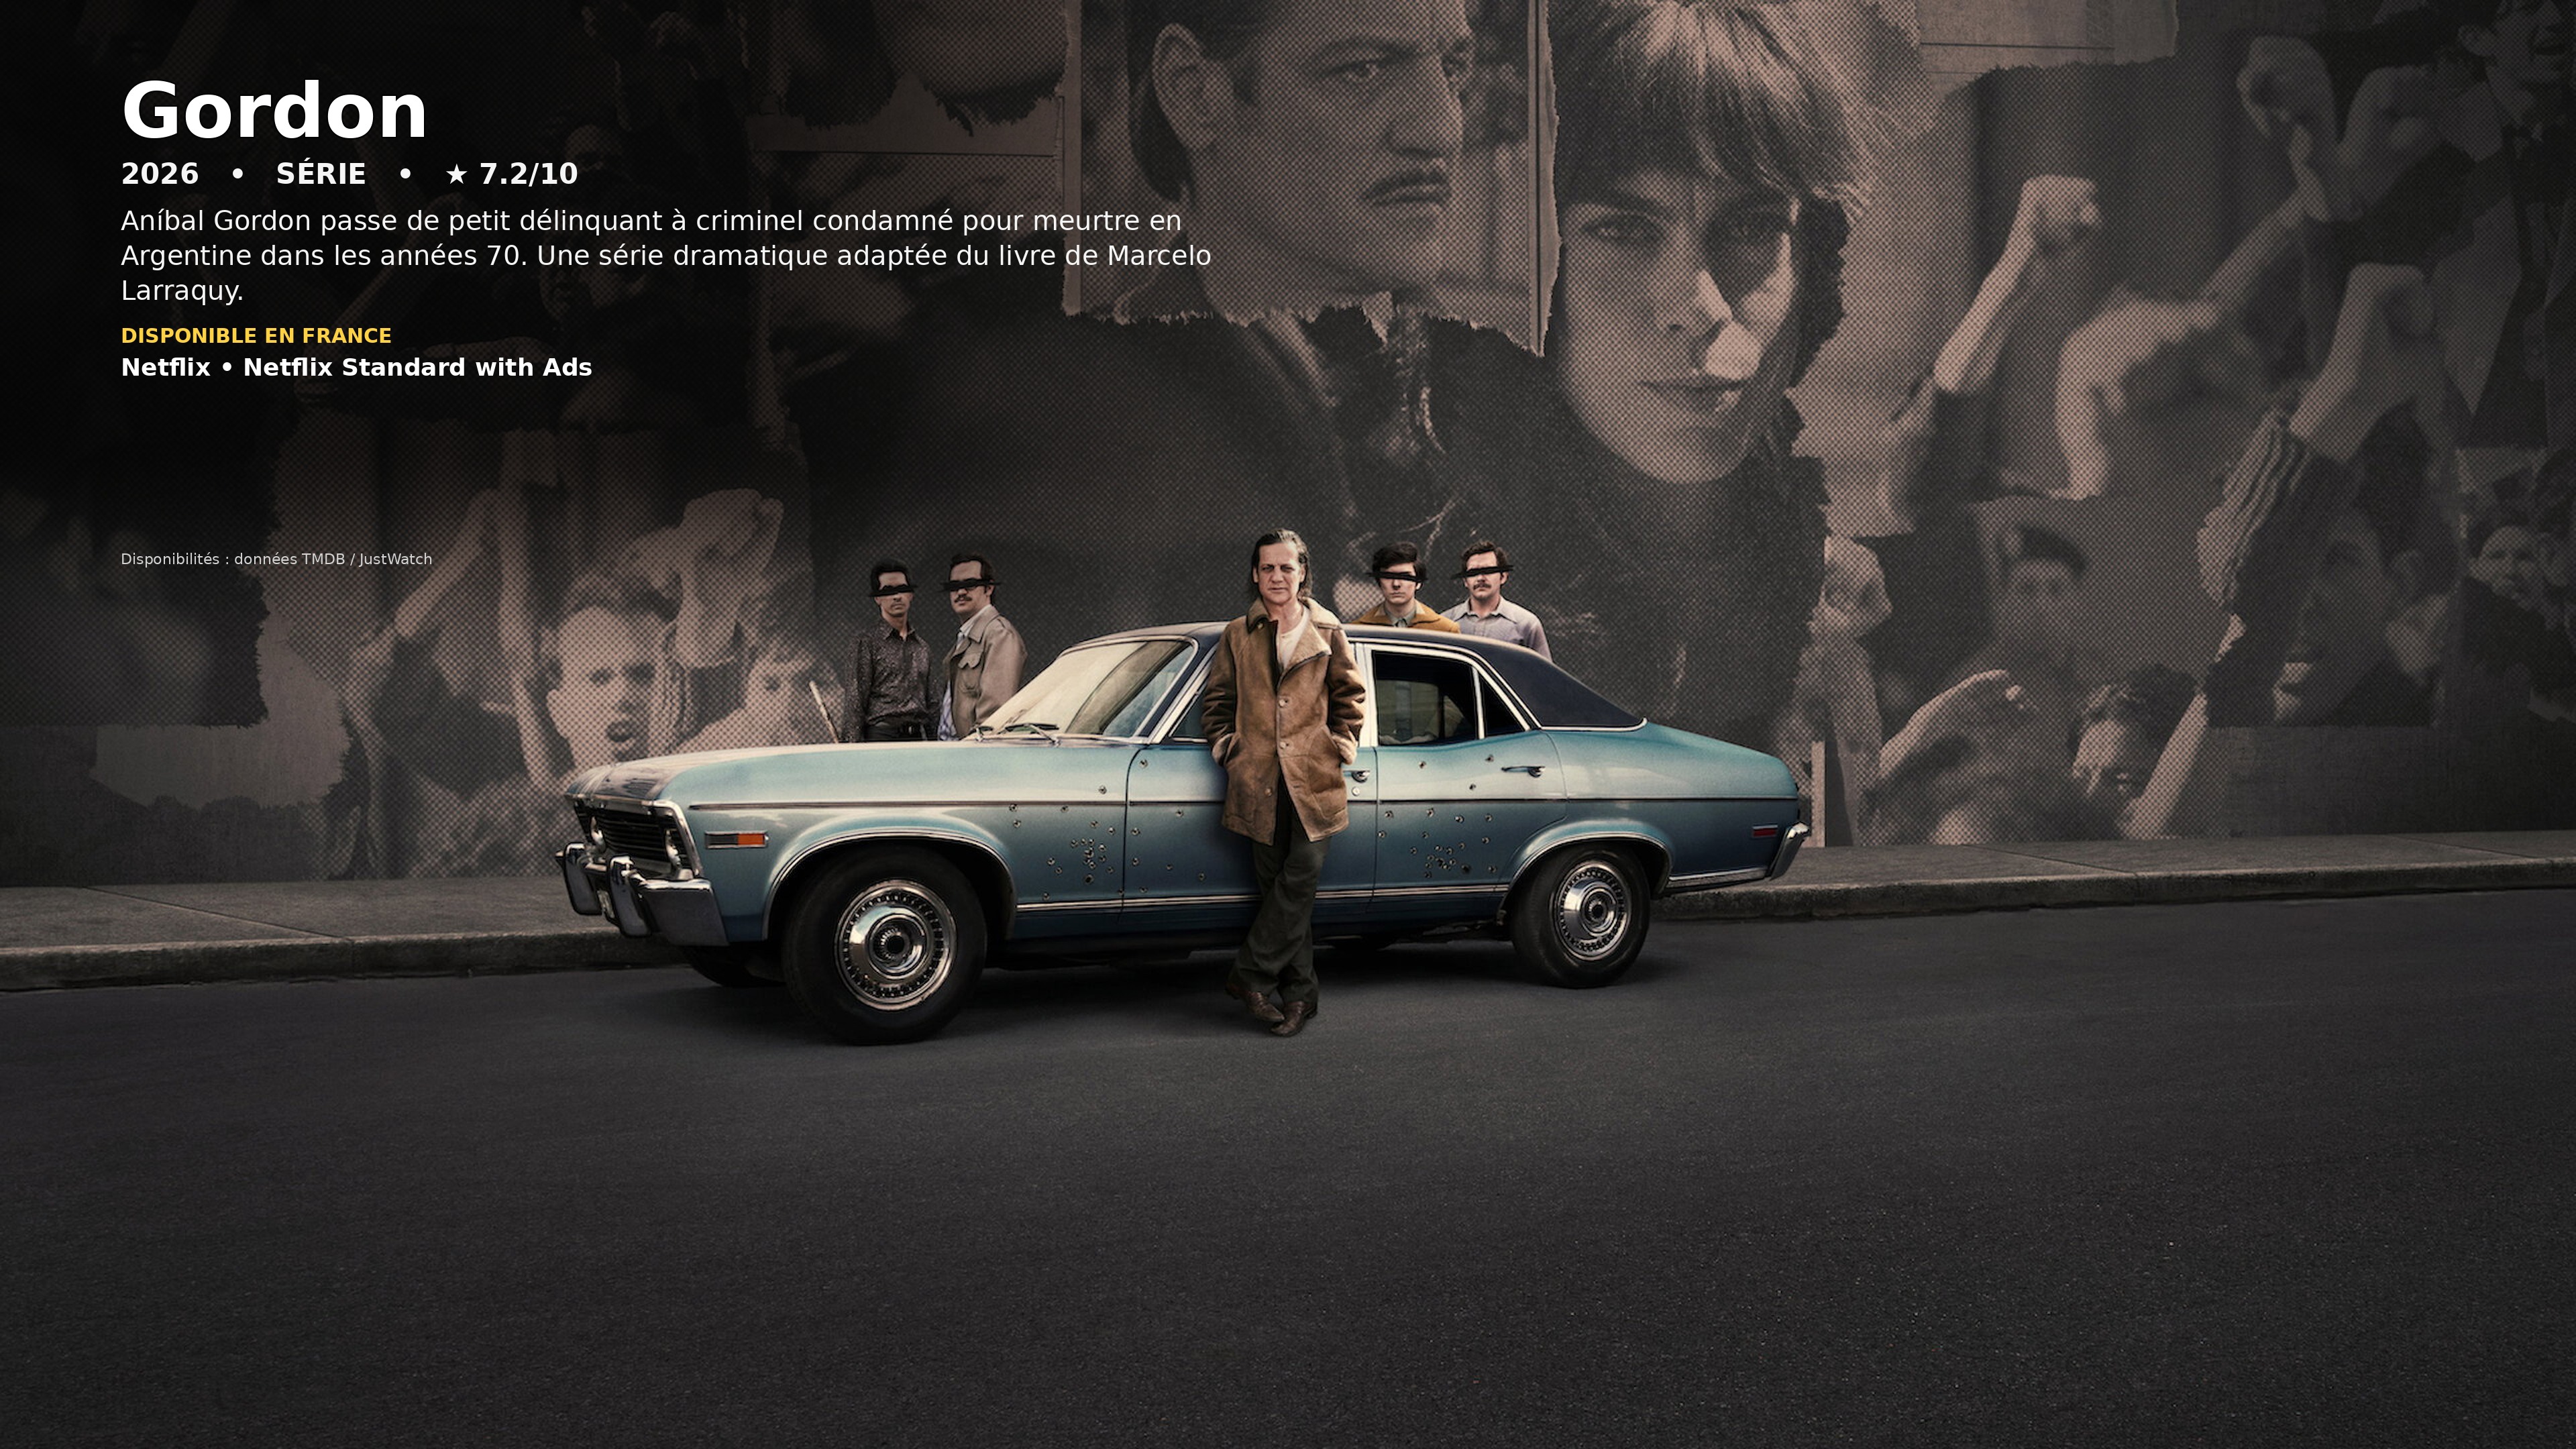 Gordon
2026 • SÉRIE • ★ 7.2/10
Aníbal Gordon passe de petit délinquant à criminel condamné pour meurtre en
Argentine dans les années 70. Une série dramatique adaptée du livre de Marcelo
Larraquy.
DISPONIBLE EN FRANCE
Netflix • Netflix Standard with Ads
Disponibilités : données TMDB / JustWatch